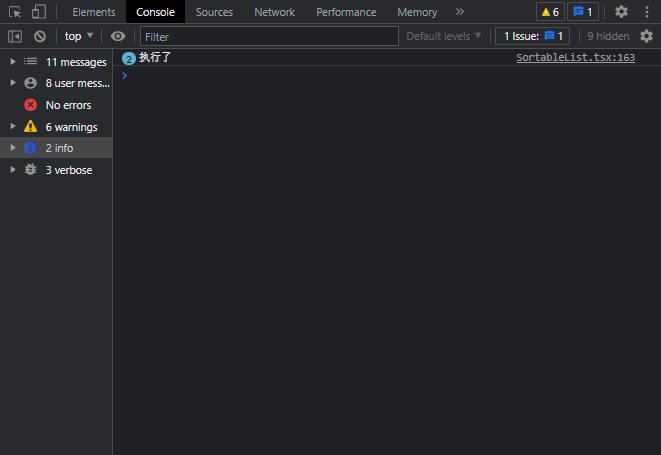 Elements Console Sources Network Performance Memory 6 1
top Filter Default levels 1 Issue: 1 9 hidden
11 messages
8 user mess...
No errors
6 warnings
2 info
3 verbose
2 执行了 SortableList.tsx:163